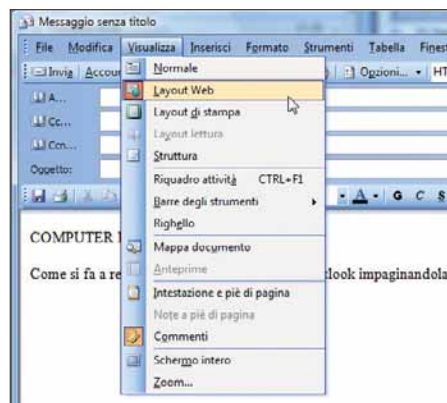 Messaggio senza titolo
File Modifica Visualizza Inserisci Formato Strumenti Tabella
Invia Opzioni... HT
A...
Cc...
Ccn...
Oggetto:
Normale
Layout Web
Layout di stampa
Layout lettura
Struttura
Riquadro attività CTRL+F1
Barre degli strumenti
Righello
Mappa documento
Anteprime
Intestazione e piè di pagina
Note a piè di pagina
Commenti
Schermo intero
Zoom...
A G C S
COMPUTER
Come si fa a re tlook impaginandola